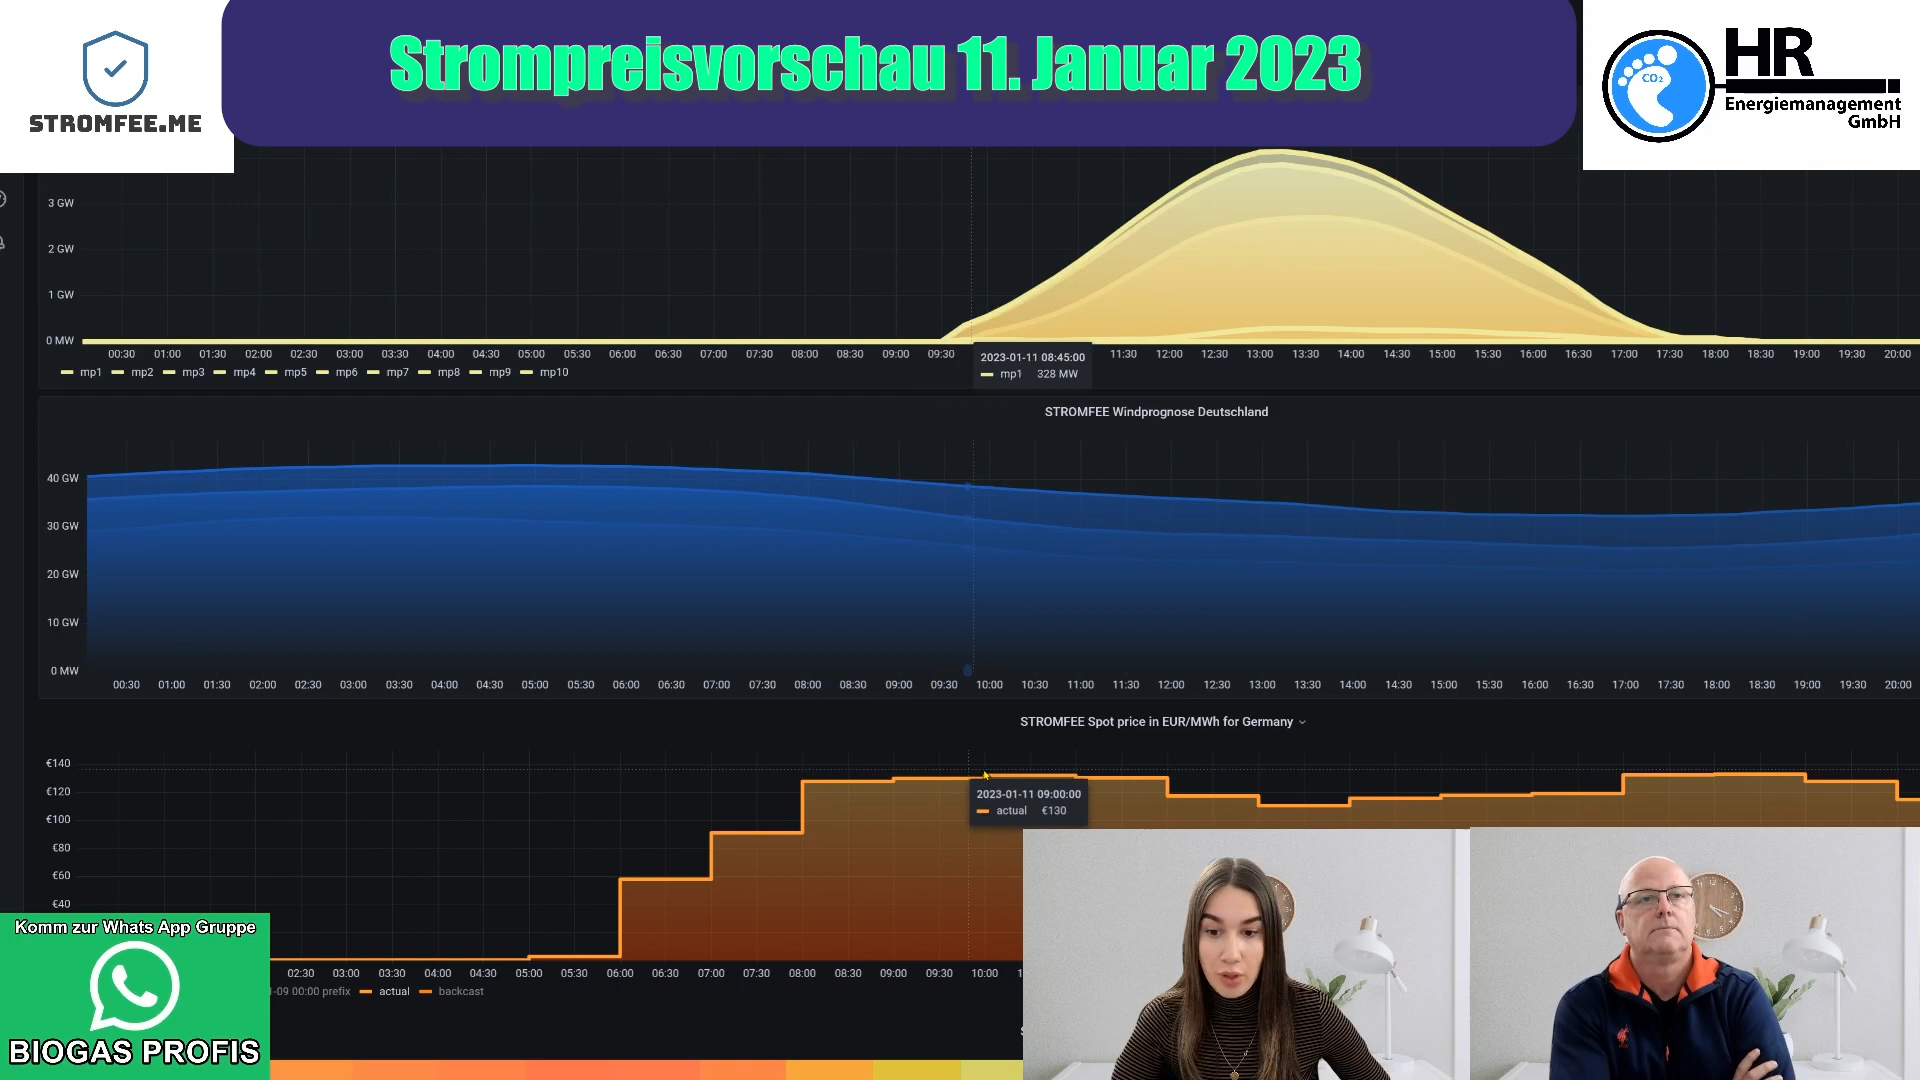 STROMFEE.ME
Strompreisvorschau 11. Januar 2023
CO₂
HR
Energiemanagement
GmbH
3 GW
2 GW
1 GW
0 MW
00:30 01:00 01:30 02:00 02:30 03:00 03:30 04:00 04:30 05:00 05:30 06:00 06:30 07:00 07:30 08:00 08:30 09:00 09:30 11:30 12:00 12:30 13:00 13:30 14:00 14:30 15:00 15:30 16:00 16:30 17:00 17:30 18:00 18:30 19:00 19:30 20:00
2023-01-11 08:45:00
mp1 328 MW
mp1 mp2 mp3 mp4 mp5 mp6 mp7 mp8 mp9 mp10
STROMFEE Windprognose Deutschland
40 GW
30 GW
20 GW
10 GW
0 MW
00:30 01:00 01:30 02:00 02:30 03:00 03:30 04:00 04:30 05:00 05:30 06:00 06:30 07:00 07:30 08:00 08:30 09:00 09:30 10:00 10:30 11:00 11:30 12:00 12:30 13:00 13:30 14:00 14:30 15:00 15:30 16:00 16:30 17:00 17:30 18:00 18:30 19:00 19:30 20:00
STROMFEE Spot price in EUR/MWh for Germany
€140
€120
€100
€80
€60
€40
2023-01-11 09:00:00
actual €130
02:30 03:00 03:30 04:00 04:30 05:00 05:30 06:00 06:30 07:00 07:30 08:00 08:30 09:00 09:30 10:00
-09 00:00 prefix actual backcast
Komm zur Whats App Gruppe
BIOGAS PROFIS